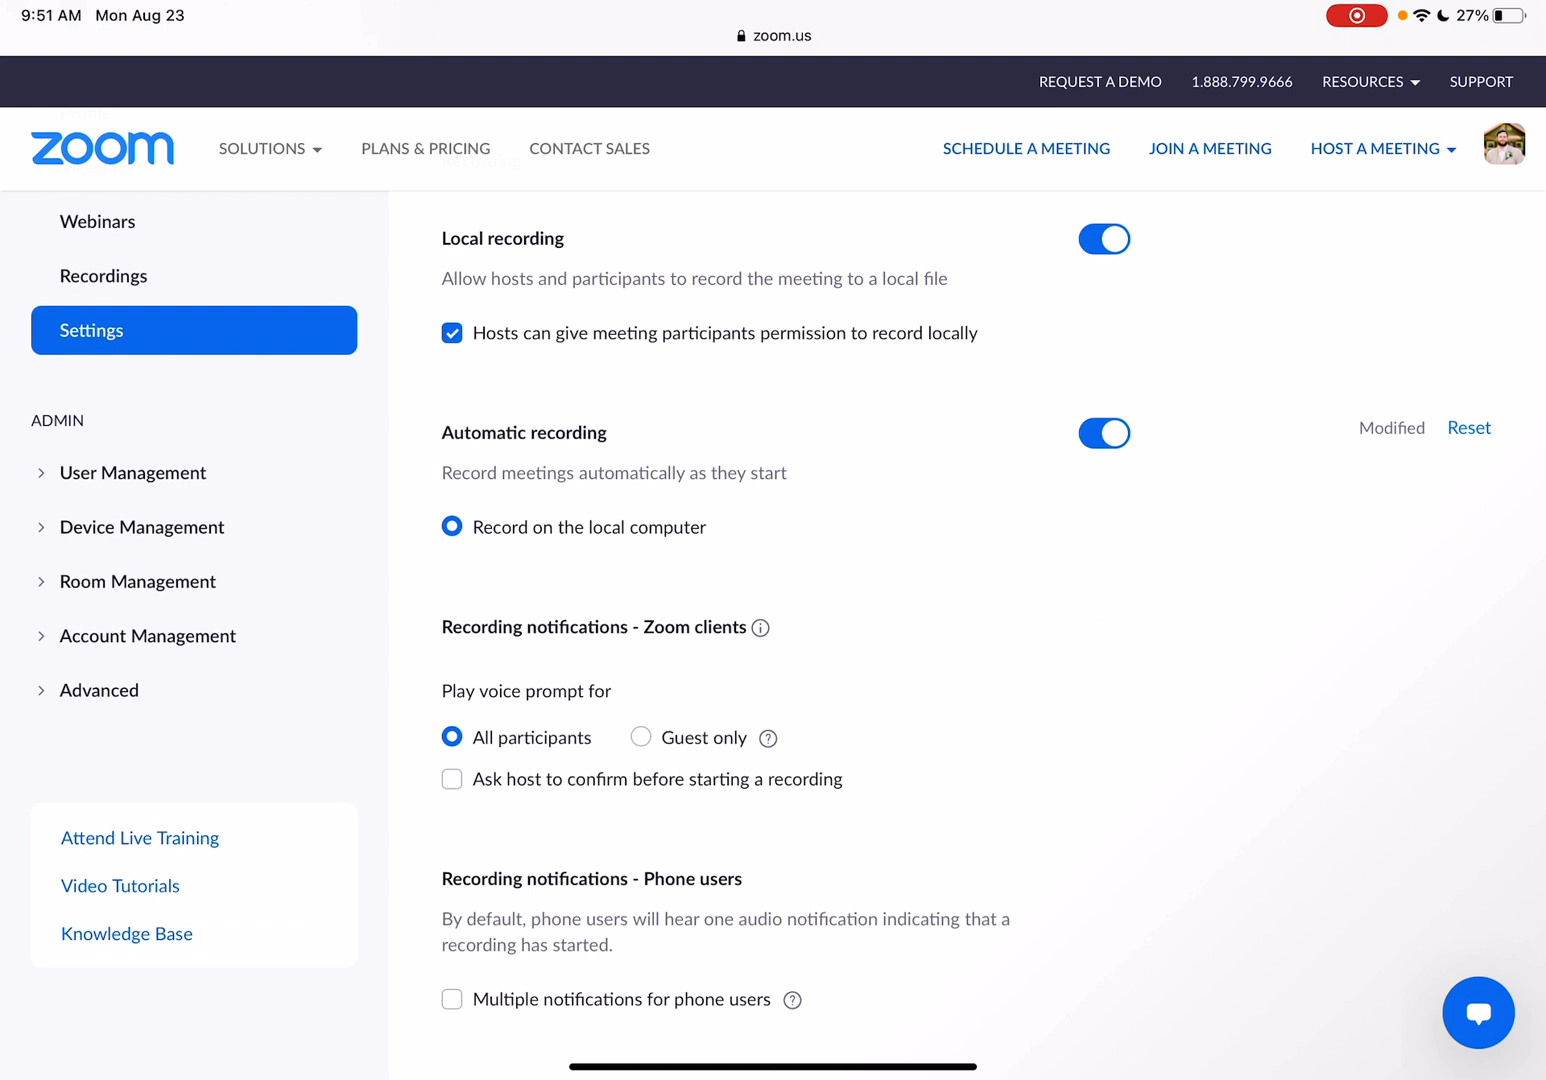 9:51 AM Mon Aug 23
27%
zoom.us
REQUEST A DEMO 1.888.799.9666 RESOURCES SUPPORT
zoom SOLUTIONS PLANS & PRICING CONTACT SALES SCHEDULE A MEETING JOIN A MEETING HOST A MEETING
Webinars
Recordings
Settings
ADMIN
User Management
Device Management
Room Management
Account Management
Advanced
Attend Live Training
Video Tutorials
Knowledge Base
Local recording
Allow hosts and participants to record the meeting to a local file
Hosts can give meeting participants permission to record locally
Automatic recording Modified Reset
Record meetings automatically as they start
Record on the local computer
Recording notifications - Zoom clients
Play voice prompt for
All participants Guest only
Ask host to confirm before starting a recording
Recording notifications - Phone users
By default, phone users will hear one audio notification indicating that a
recording has started.
Multiple notifications for phone users